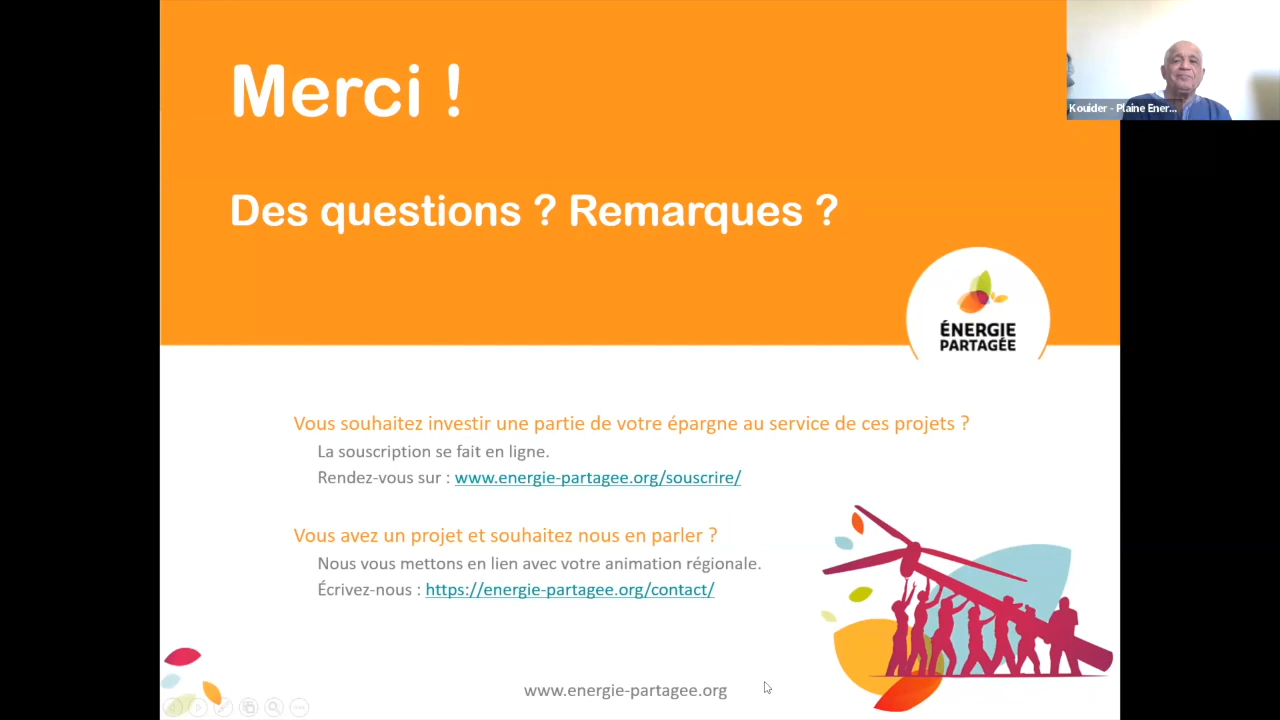 Merci !
Kouider - Plaine Ener...
Des questions ? Remarques ?
ÉNERGIE
PARTAGÉE
Vous souhaitez investir une partie de votre épargne au service de ces projets ?
La souscription se fait en ligne.
Rendez-vous sur : www.energie-partagee.org/souscrire/
Vous avez un projet et souhaitez nous en parler ?
Nous vous mettons en lien avec votre animation régionale.
Écrivez-nous : https://energie-partagee.org/contact/
www.energie-partagee.org